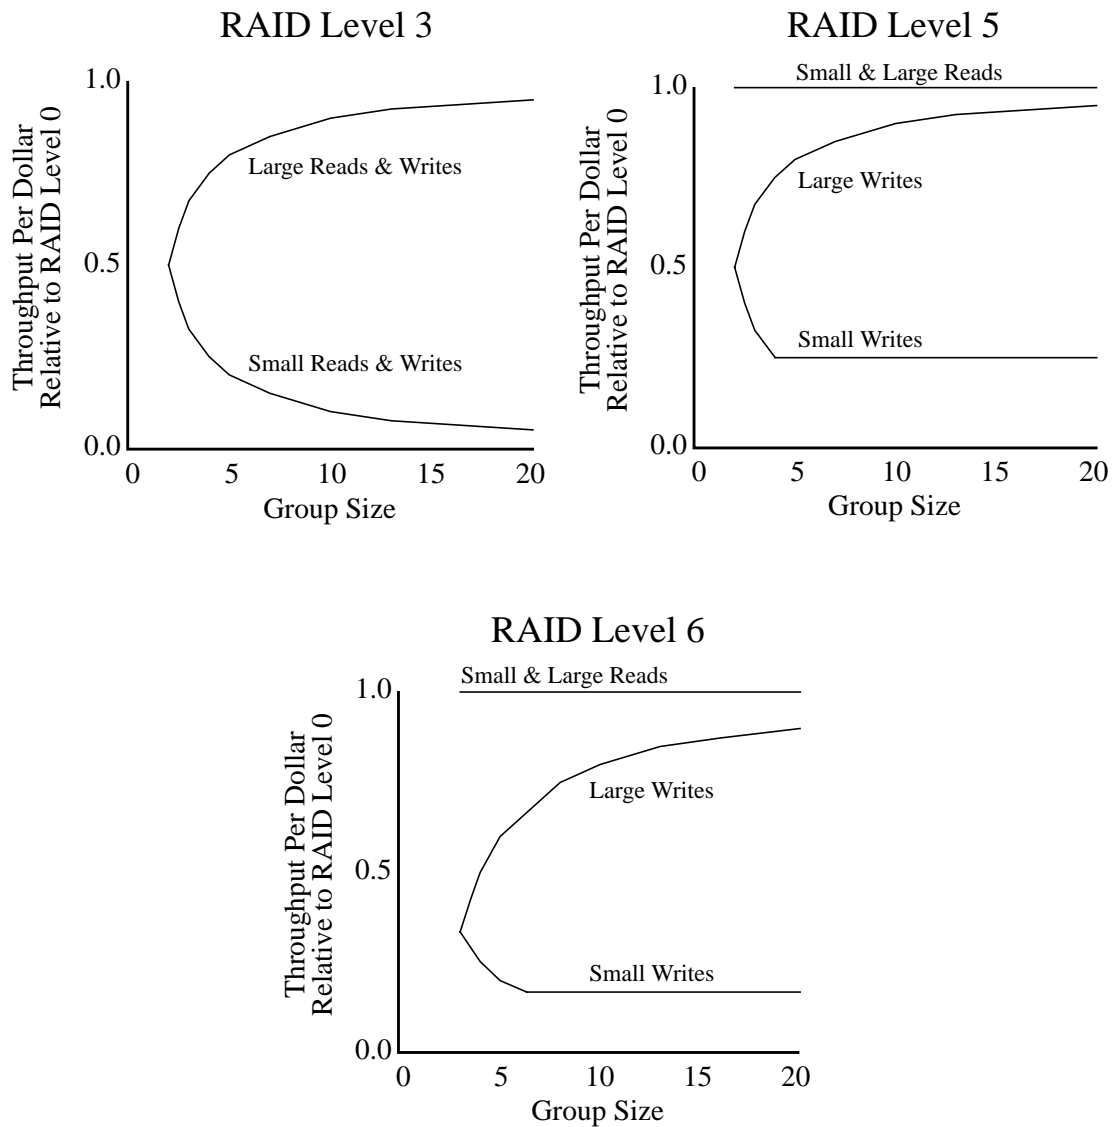 RAID Level 3
Throughput Per Dollar
Relative to RAID Level 0
1.0
0.5
0.0
Large Reads & Writes
Small Reads & Writes
0 5 10 15 20
Group Size
RAID Level 5
Throughput Per Dollar
Relative to RAID Level 0
1.0
0.5
0.0
Small & Large Reads
Large Writes
Small Writes
0 5 10 15 20
Group Size
RAID Level 6
Throughput Per Dollar
Relative to RAID Level 0
1.0
0.5
0.0
Small & Large Reads
Large Writes
Small Writes
0 5 10 15 20
Group Size